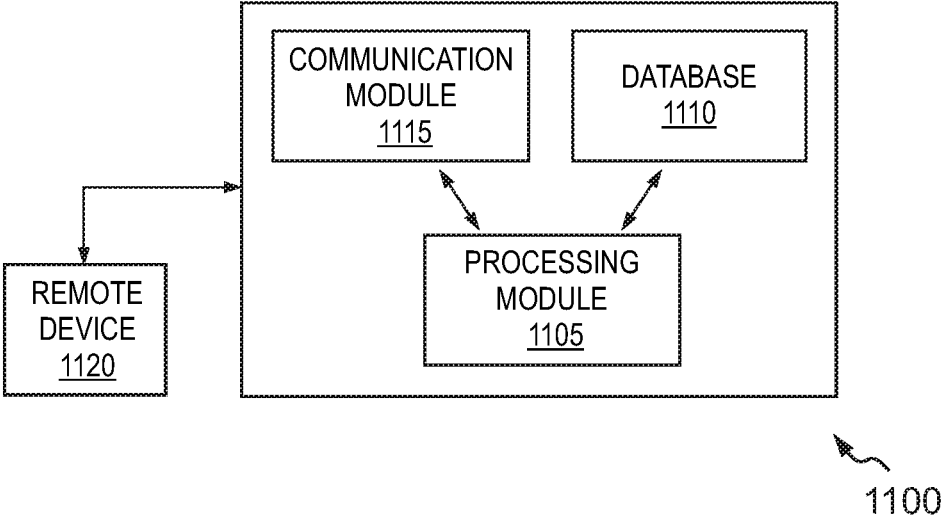 COMMUNICATION
MODULE
1115
DATABASE
1110
PROCESSING
MODULE
1105
REMOTE
DEVICE
1120
1100